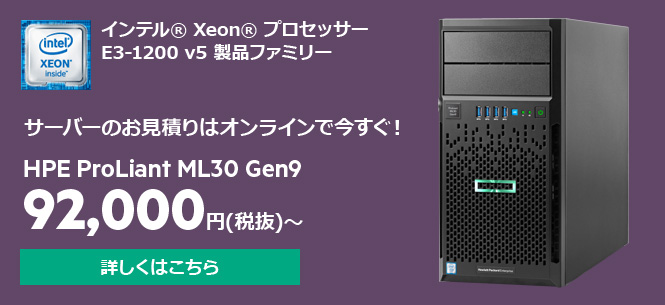 intel
XEON
inside
インテル® Xeon® プロセッサー
E3-1200 v5 製品ファミリー
サーバーのお見積りはオンラインで今すぐ！
HPE ProLiant ML30 Gen9
92,000円(税抜)～
詳しくはこちら
Hewlett Packard Enterprise